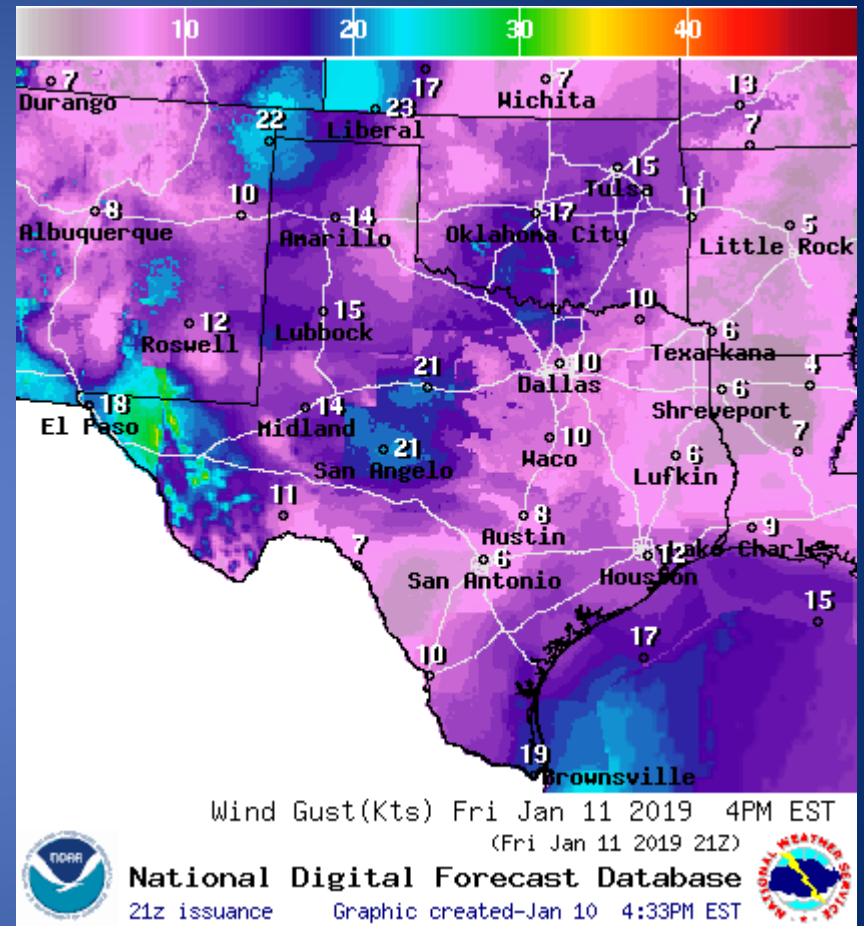 10 20 30 40
7 17 7 13
Durango Wichita
23
22 Liberal 7
15
Tulsa
8 10 14 17 11 5
Albuquerque Amarillo Oklahoma City Little Rock
12 15 10 6
Roswell Lubbock Texarkana
21 10 4
Dallas 6
18 14 Shreveport
El Paso Midland
21 10 7
San Angelo Waco 6
Lufkin
11 8 9
Austin
7 6 12 Lake Charl
San Antonio Houston
15
17
10
19
Brownsville
Wind Gust(Kts) Fri Jan 11 2019 4PM EST
(Fri Jan 11 2019 21Z)
NOAA
National Digital Forecast Database
21z issuance Graphic created-Jan 10 4:33PM EST
NATIONAL WEATHER SERVICE